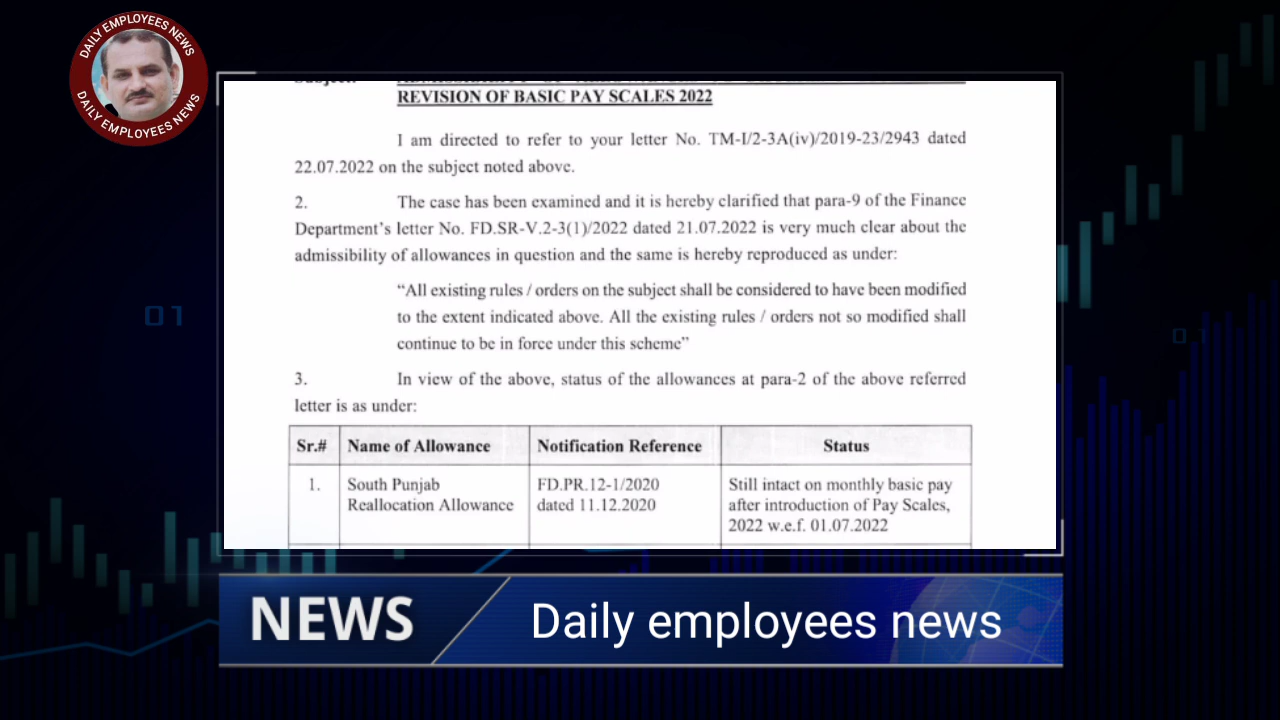 DAILY EMPLOYEES NEWS
DAILY EMPLOYEES NEWS
REVISION OF BASIC PAY SCALES 2022
I am directed to refer to your letter No. TM-I/2-3A(iv)/2019-23/2943 dated
22.07.2022 on the subject noted above.
2. The case has been examined and it is hereby clarified that para-9 of the Finance
Department's letter No. FD.SR-V.2-3(1)/2022 dated 21.07.2022 is very much clear about the
admissibility of allowances in question and the same is hereby reproduced as under:
“All existing rules / orders on the subject shall be considered to have been modified
to the extent indicated above. All the existing rules / orders not so modified shall
continue to be in force under this scheme”
3. In view of the above, status of the allowances at para-2 of the above referred
letter is as under:
Sr.# Name of Allowance Notification Reference Status
1. South Punjab FD.PR.12-1/2020 Still intact on monthly basic pay
Reallocation Allowance dated 11.12.2020 after introduction of Pay Scales,
2022 w.e.f. 01.07.2022
01
NEWS Daily employees news